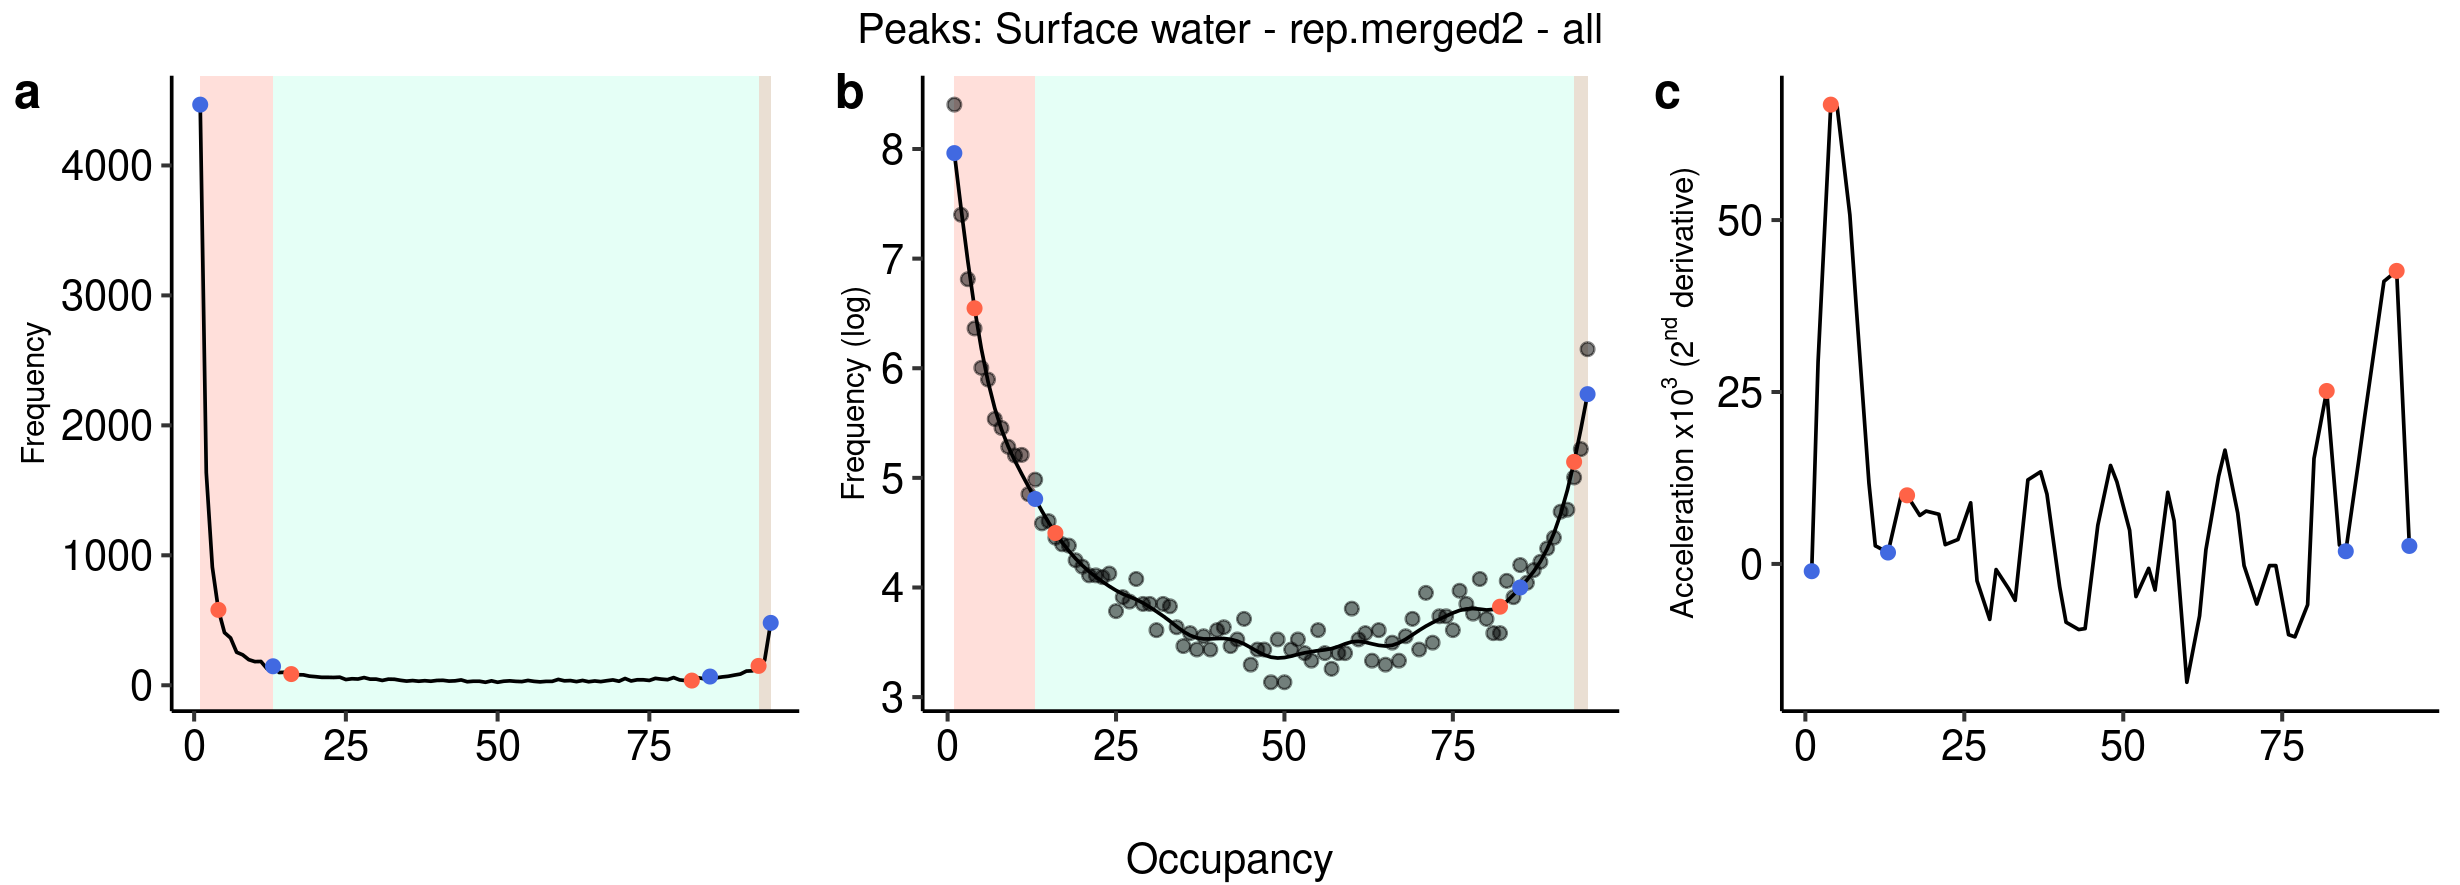 Peaks: Surface water - rep.merged2 - all
a
Frequency
4000
3000
2000
1000
0
0 25 50 75
b
Frequency (log)
8
7
6
5
4
3
0 25 50 75
c
Acceleration x10³ (2ⁿᵈ derivative)
50
25
0
0 25 50 75
Occupancy